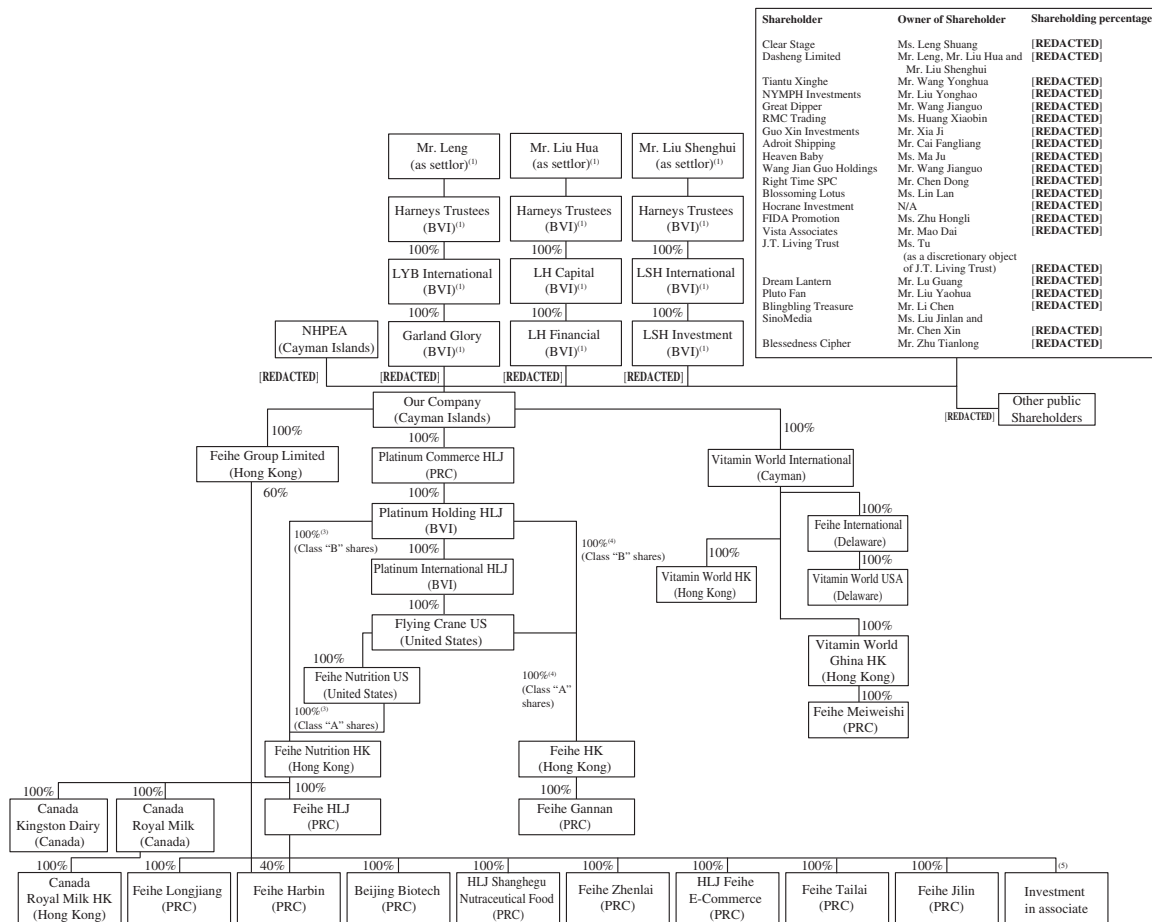 Shareholder Owner of Shareholder Shareholding percentage
Clear Stage Ms. Leng Shuang [REDACTED]
Dasheng Limited Mr. Leng, Mr. Liu Hua and [REDACTED]
Mr. Liu Shenghui
Tiantu Xinghe Mr. Wang Yonghua [REDACTED]
NYMPH Investments Mr. Liu Yonghao [REDACTED]
Great Dipper Mr. Wang Jianguo [REDACTED]
RMC Trading Ms. Huang Xiaobin [REDACTED]
Guo Xin Investments Mr. Xia Ji [REDACTED]
Adroit Shipping Mr. Cai Fangliang [REDACTED]
Heaven Baby Ms. Ma Ju [REDACTED]
Wang Jian Guo Holdings Mr. Wang Jianguo [REDACTED]
Right Time SPC Mr. Chen Dong [REDACTED]
Blossoming Lotus Ms. Lin Lan [REDACTED]
Hocrane Investment N/A [REDACTED]
FIDA Promotion Ms. Zhu Hongli [REDACTED]
Vista Associates Mr. Mao Dai [REDACTED]
J.T. Living Trust Ms. Tu
(as a discretionary object
of J.T. Living Trust) [REDACTED]
Dream Lantern Mr. Lu Guang [REDACTED]
Pluto Fan Mr. Liu Yaohua [REDACTED]
Blingbling Treasure Mr. Li Chen [REDACTED]
SinoMedia Ms. Liu Jinlan and
Mr. Chen Xin [REDACTED]
Blessedness Cipher Mr. Zhu Tianlong [REDACTED]
Mr. Leng
(as settlor)(1)
Mr. Liu Hua
(as settlor)(1)
Mr. Liu Shenghui
(as settlor)(1)
Harneys Trustees
(BVI)(1)
Harneys Trustees
(BVI)(1)
Harneys Trustees
(BVI)(1)
100% 100% 100%
LYB International
(BVI)(1)
LH Capital
(BVI)(1)
LSH International
(BVI)(1)
100% 100% 100%
NHPEA
(Cayman Islands)
Garland Glory
(BVI)(1)
LH Financial
(BVI)(1)
LSH Investment
(BVI)(1)
[REDACTED] [REDACTED] [REDACTED] [REDACTED]
Our Company
(Cayman Islands)
[REDACTED]
Other public
Shareholders
100% 100% 100%
Feihe Group Limited
(Hong Kong)
Platinum Commerce HLJ
(PRC)
Vitamin World International
(Cayman)
60% 100%
Platinum Holding HLJ
(BVI)
100%
Feihe International
(Delaware)
100%(3)
(Class "B" shares)
100%
100%(4)
(Class "B" shares)
100%
100%
Platinum International HLJ
(BVI)
Vitamin World HK
(Hong Kong)
Vitamin World USA
(Delaware)
100%
Flying Crane US
(United States)
100%
Vitamin World
Ghina HK
(Hong Kong)
100%
Feihe Nutrition US
(United States)
100%(4)
(Class "A"
shares)
100%
Feihe Meiweishi
(PRC)
100%(3)
(Class "A" shares)
Feihe Nutrition HK
(Hong Kong)
Feihe HK
(Hong Kong)
100% 100% 100% 100%
Canada
Kingston Dairy
(Canada)
Canada
Royal Milk
(Canada)
Feihe HLJ
(PRC)
Feihe Gannan
(PRC)
100% 100% 40% 100% 100% 100% 100% 100% 100% (5)
Canada
Royal Milk HK
(Hong Kong)
Feihe Longjiang
(PRC)
Feihe Harbin
(PRC)
Beijing Biotech
(PRC)
HLJ Shanghegu
Nutraceutical Food
(PRC)
Feihe Zhenlai
(PRC)
HLJ Feihe
E-Commerce
(PRC)
Feihe Tailai
(PRC)
Feihe Jilin
(PRC)
Investment
in associate